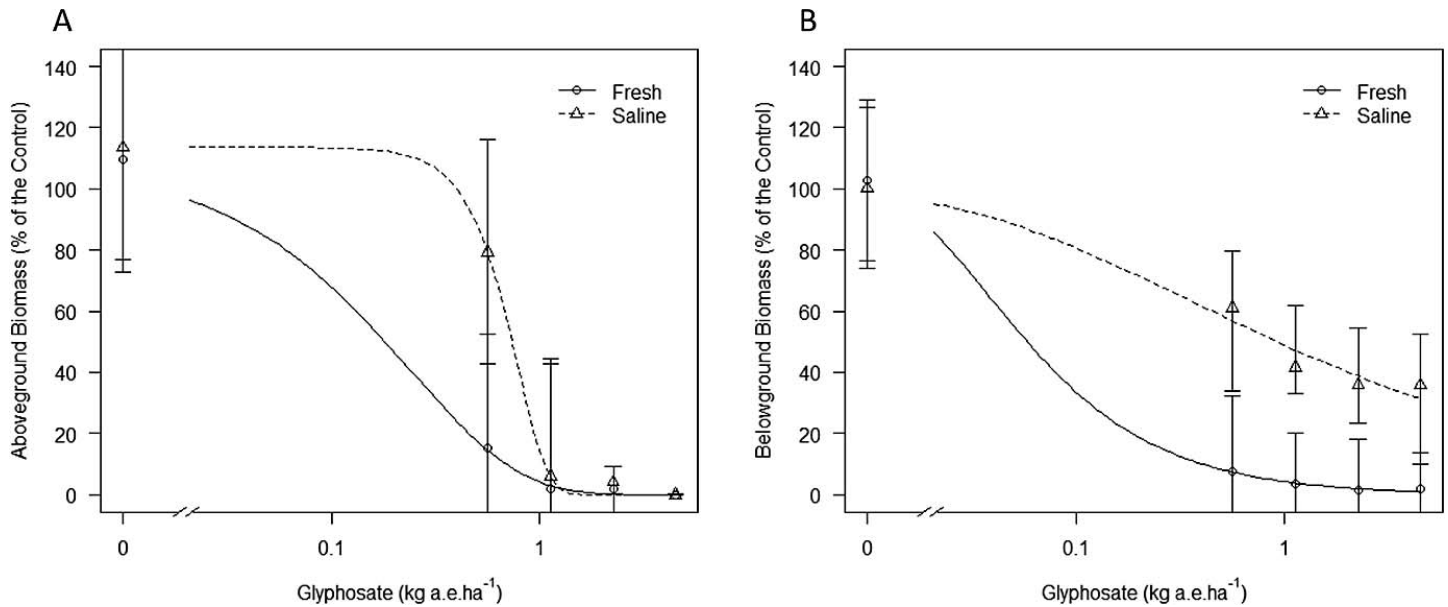 A
Aboveground Biomass (% of the Control)
140
120
100
80
60
40
20
0
Fresh
Saline
0
0.1
1
Glyphosate (kg a.e.ha⁻¹)
B
Belowground Biomass (% of the Control)
140
120
100
80
60
40
20
0
Fresh
Saline
0
0.1
1
Glyphosate (kg a.e.ha⁻¹)